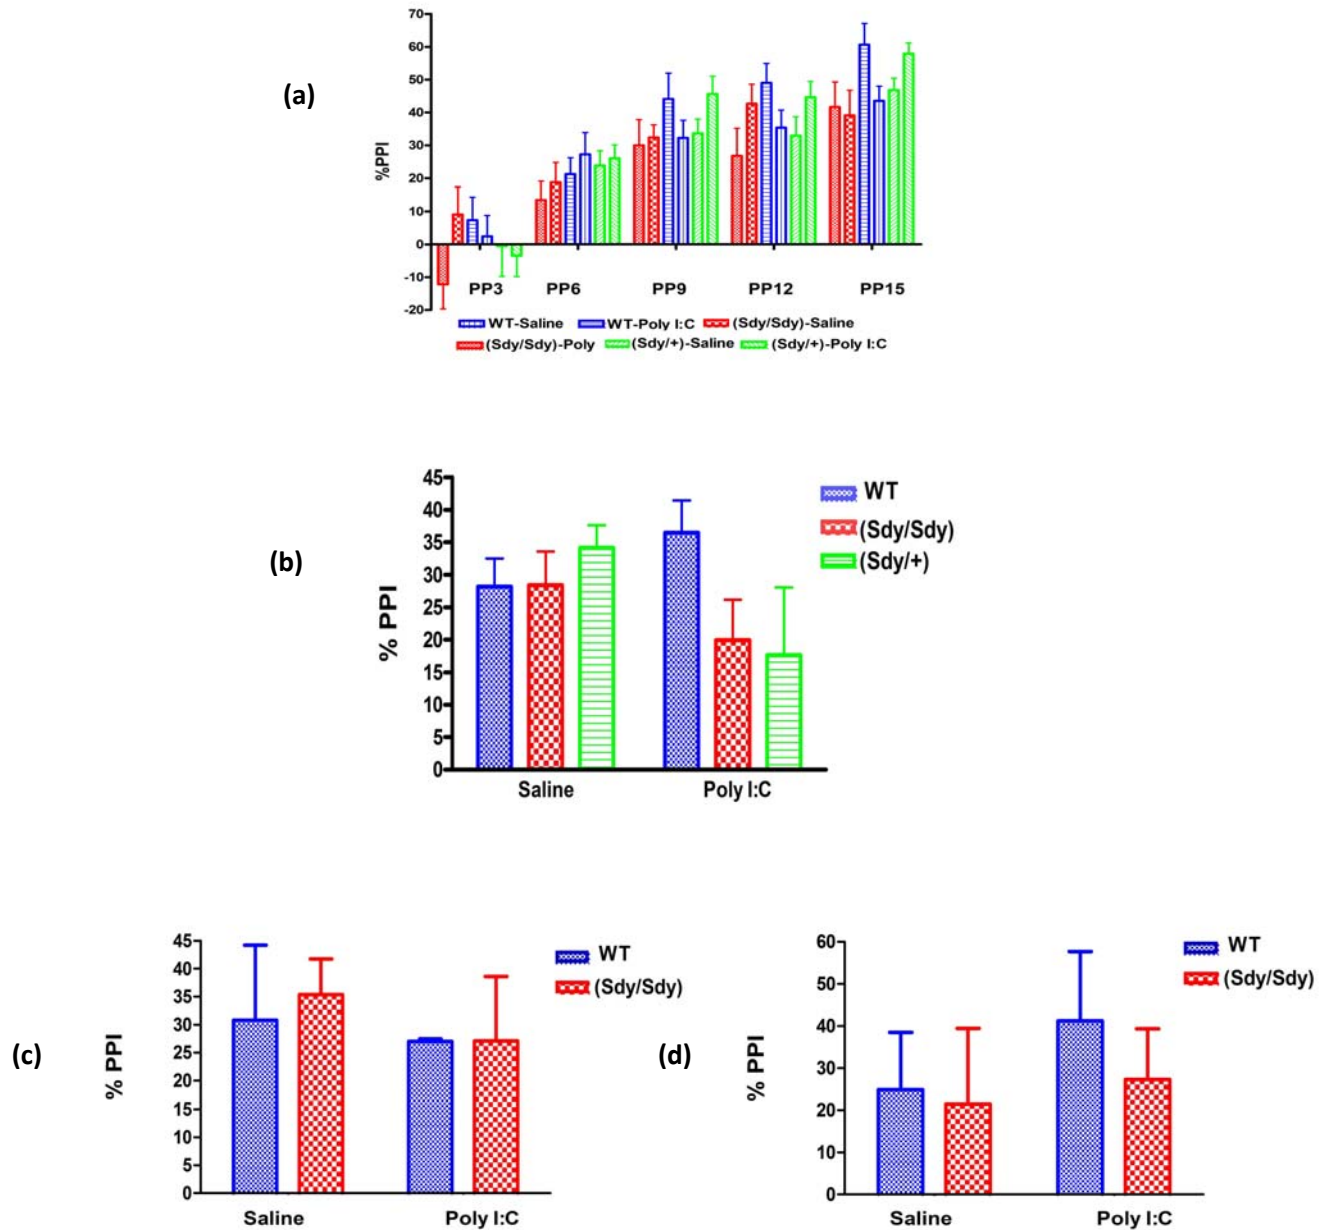 (a)
%PPI
70
60
50
40
30
20
10
0
-10
-20
PP3 PP6 PP9 PP12 PP15
WT-Saline WT-Poly I:C (Sdy/Sdy)-Saline
(Sdy/Sdy)-Poly (Sdy/+)-Saline (Sdy/+)-Poly I:C
(b)
% PPI
45
40
35
30
25
20
15
10
5
0
Saline Poly I:C
WT
(Sdy/Sdy)
(Sdy/+)
(c)
% PPI
45
40
35
30
25
20
15
10
5
0
Saline Poly I:C
WT
(Sdy/Sdy)
(d)
% PPI
60
50
40
30
20
10
0
Saline Poly I:C
WT
(Sdy/Sdy)